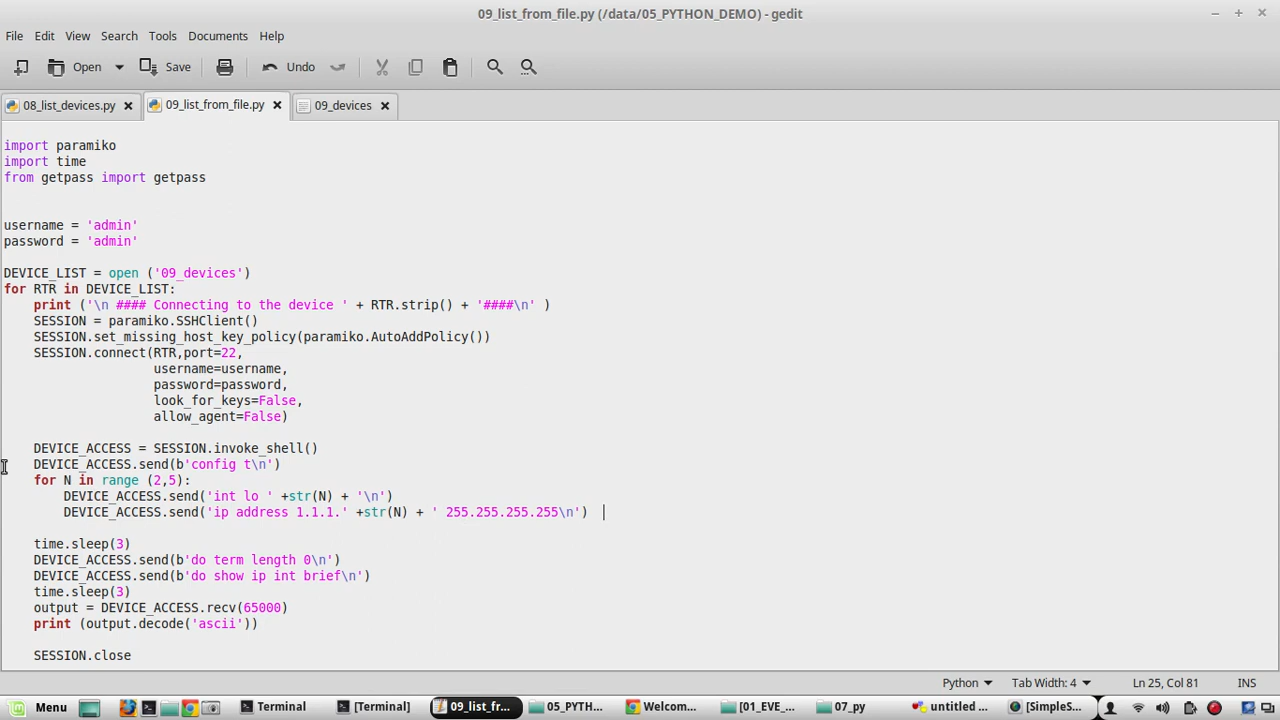 09_list_from_file.py (/data/05_PYTHON_DEMO) - gedit
File Edit View Search Tools Documents Help
Open Save Undo
08_list_devices.py 09_list_from_file.py 09_devices
import paramiko
import time
from getpass import getpass
username = 'admin'
password = 'admin'
DEVICE_LIST = open ('09_devices')
for RTR in DEVICE_LIST:
    print ('\n #### Connecting to the device ' + RTR.strip() + '####\n' )
    SESSION = paramiko.SSHClient()
    SESSION.set_missing_host_key_policy(paramiko.AutoAddPolicy())
    SESSION.connect(RTR,port=22,
                    username=username,
                    password=password,
                    look_for_keys=False,
                    allow_agent=False)
    DEVICE_ACCESS = SESSION.invoke_shell()
    DEVICE_ACCESS.send(b'config t\n')
    for N in range (2,5):
        DEVICE_ACCESS.send('int lo ' +str(N) + '\n')
        DEVICE_ACCESS.send('ip address 1.1.1.' +str(N) + ' 255.255.255.255\n')
    time.sleep(3)
    DEVICE_ACCESS.send(b'do term length 0\n')
    DEVICE_ACCESS.send(b'do show ip int brief\n')
    time.sleep(3)
    output = DEVICE_ACCESS.recv(65000)
    print (output.decode('ascii'))
    SESSION.close
Python Tab Width: 4 Ln 25, Col 81 INS
Menu Terminal [Terminal] 09_list_fr... 05_PYTH... Welcom... [01_EVE_... 07_py untitled ... [SimpleS...